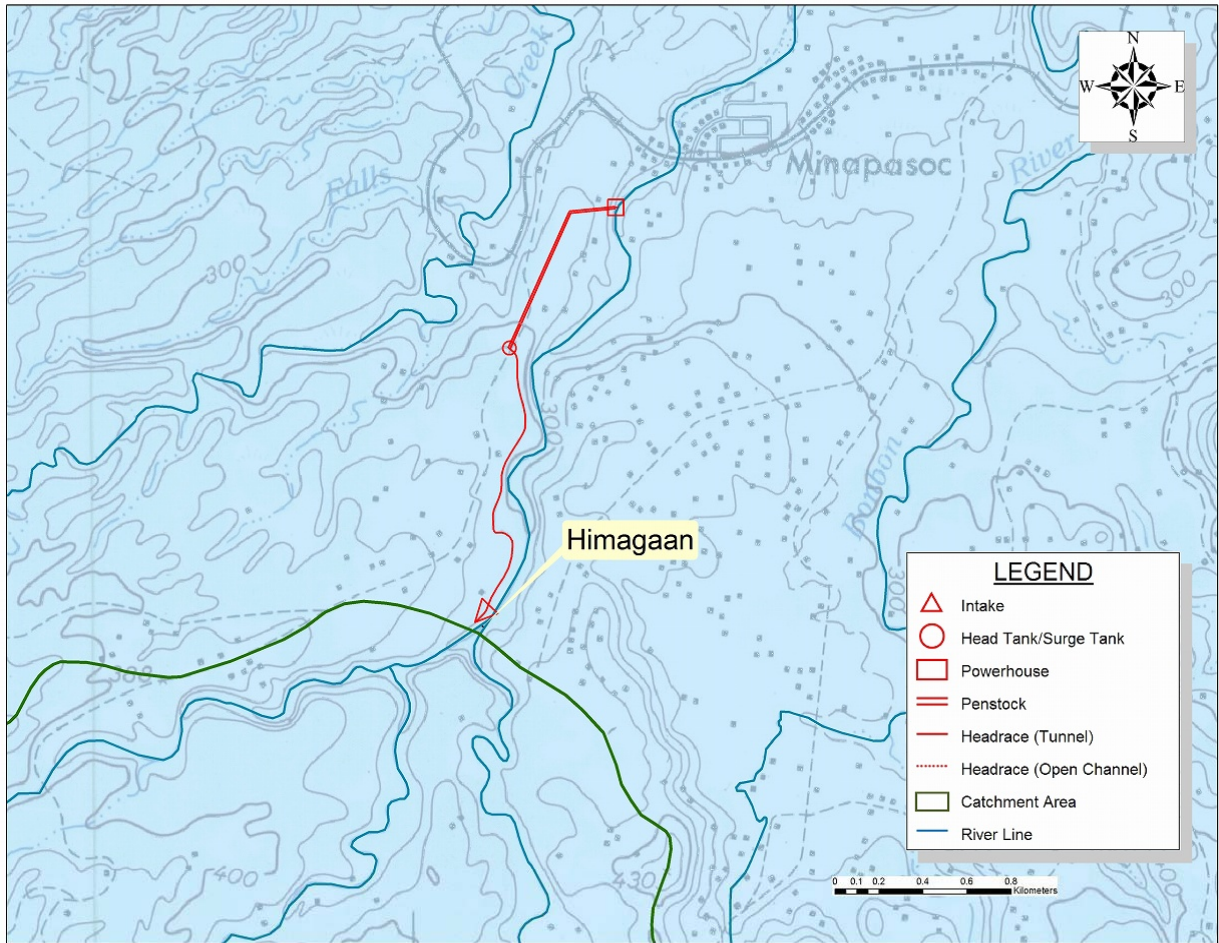 N
W
E
S
Creek
Minapasoc
River
Falls
300
300
300
Himagaan
300
300
400
430
LEGEND
Intake
Head Tank/Surge Tank
Powerhouse
Penstock
Headrace (Tunnel)
Headrace (Open Channel)
Catchment Area
River Line
0 0.1 0.2 0.4 0.6 0.8
Kilometers